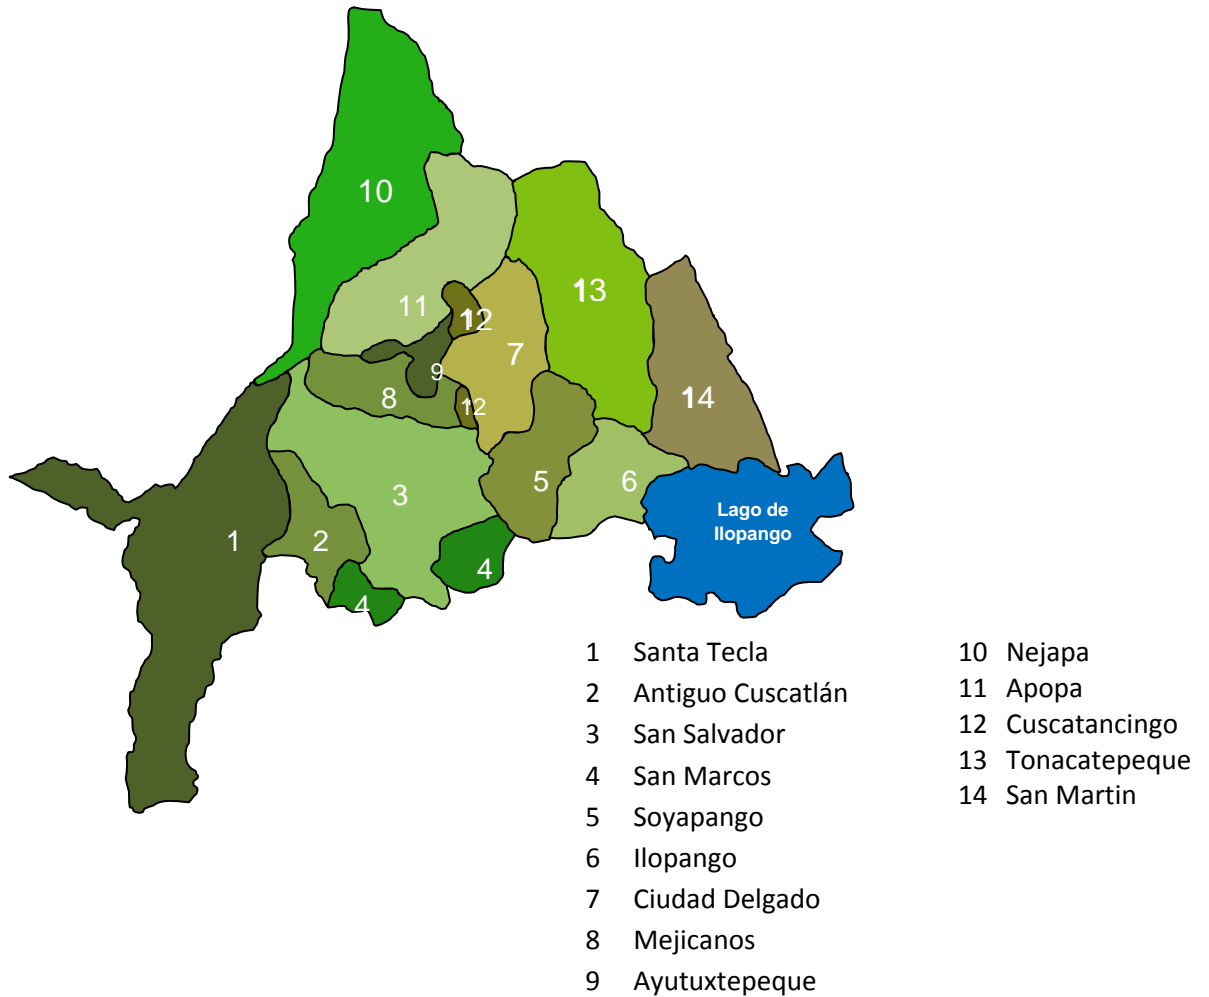 10
11
12
13
14
9
7
8
12
3
5
6
1
2
4
4
Lago de
Ilopango
1 Santa Tecla
2 Antiguo Cuscatlán
3 San Salvador
4 San Marcos
5 Soyapango
6 Ilopango
7 Ciudad Delgado
8 Mejicanos
9 Ayutuxtepeque
10 Nejapa
11 Apopa
12 Cuscatancingo
13 Tonacatepeque
14 San Martin